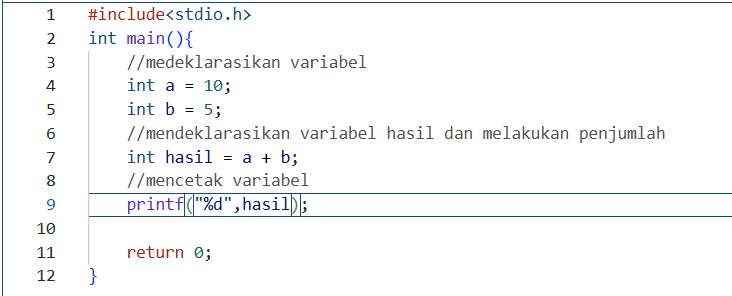 1 #include<stdio.h>
2 int main(){
3 //medeklarasikan variabel
4 int a = 10;
5 int b = 5;
6 //mendeklarasikan variabel hasil dan melakukan penjumlah
7 int hasil = a + b;
8 //mencetak variabel
9 printf("%d",hasil);
10
11 return 0;
12 }